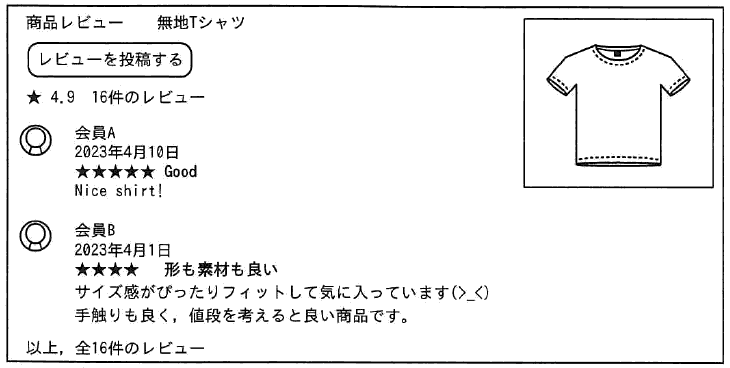 商品レビュー　　無地Tシャツ
レビューを投稿する
★ 4.9　16件のレビュー
会員A
2023年4月10日
★★★★★ Good
Nice shirt!
会員B
2023年4月1日
★★★★　形も素材も良い
サイズ感がぴったりフィットして気に入っています(>_<)
手触りも良く，値段を考えると良い商品です。
以上，全16件のレビュー